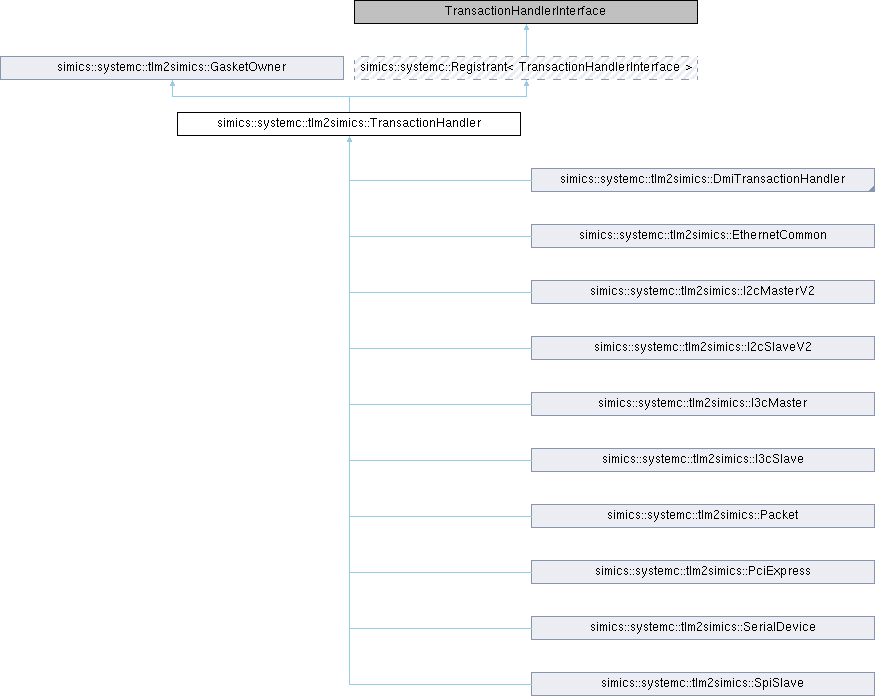 TransactionHandlerInterface
simics::systemc::tlm2simics::GasketOwner
simics::systemc::Registrant< TransactionHandlerInterface >
simics::systemc::tlm2simics::TransactionHandler
simics::systemc::tlm2simics::DmiTransactionHandler
simics::systemc::tlm2simics::EthernetCommon
simics::systemc::tlm2simics::I2cMasterV2
simics::systemc::tlm2simics::I2cSlaveV2
simics::systemc::tlm2simics::I3cMaster
simics::systemc::tlm2simics::I3cSlave
simics::systemc::tlm2simics::Packet
simics::systemc::tlm2simics::PciExpress
simics::systemc::tlm2simics::SerialDevice
simics::systemc::tlm2simics::SpiSlave